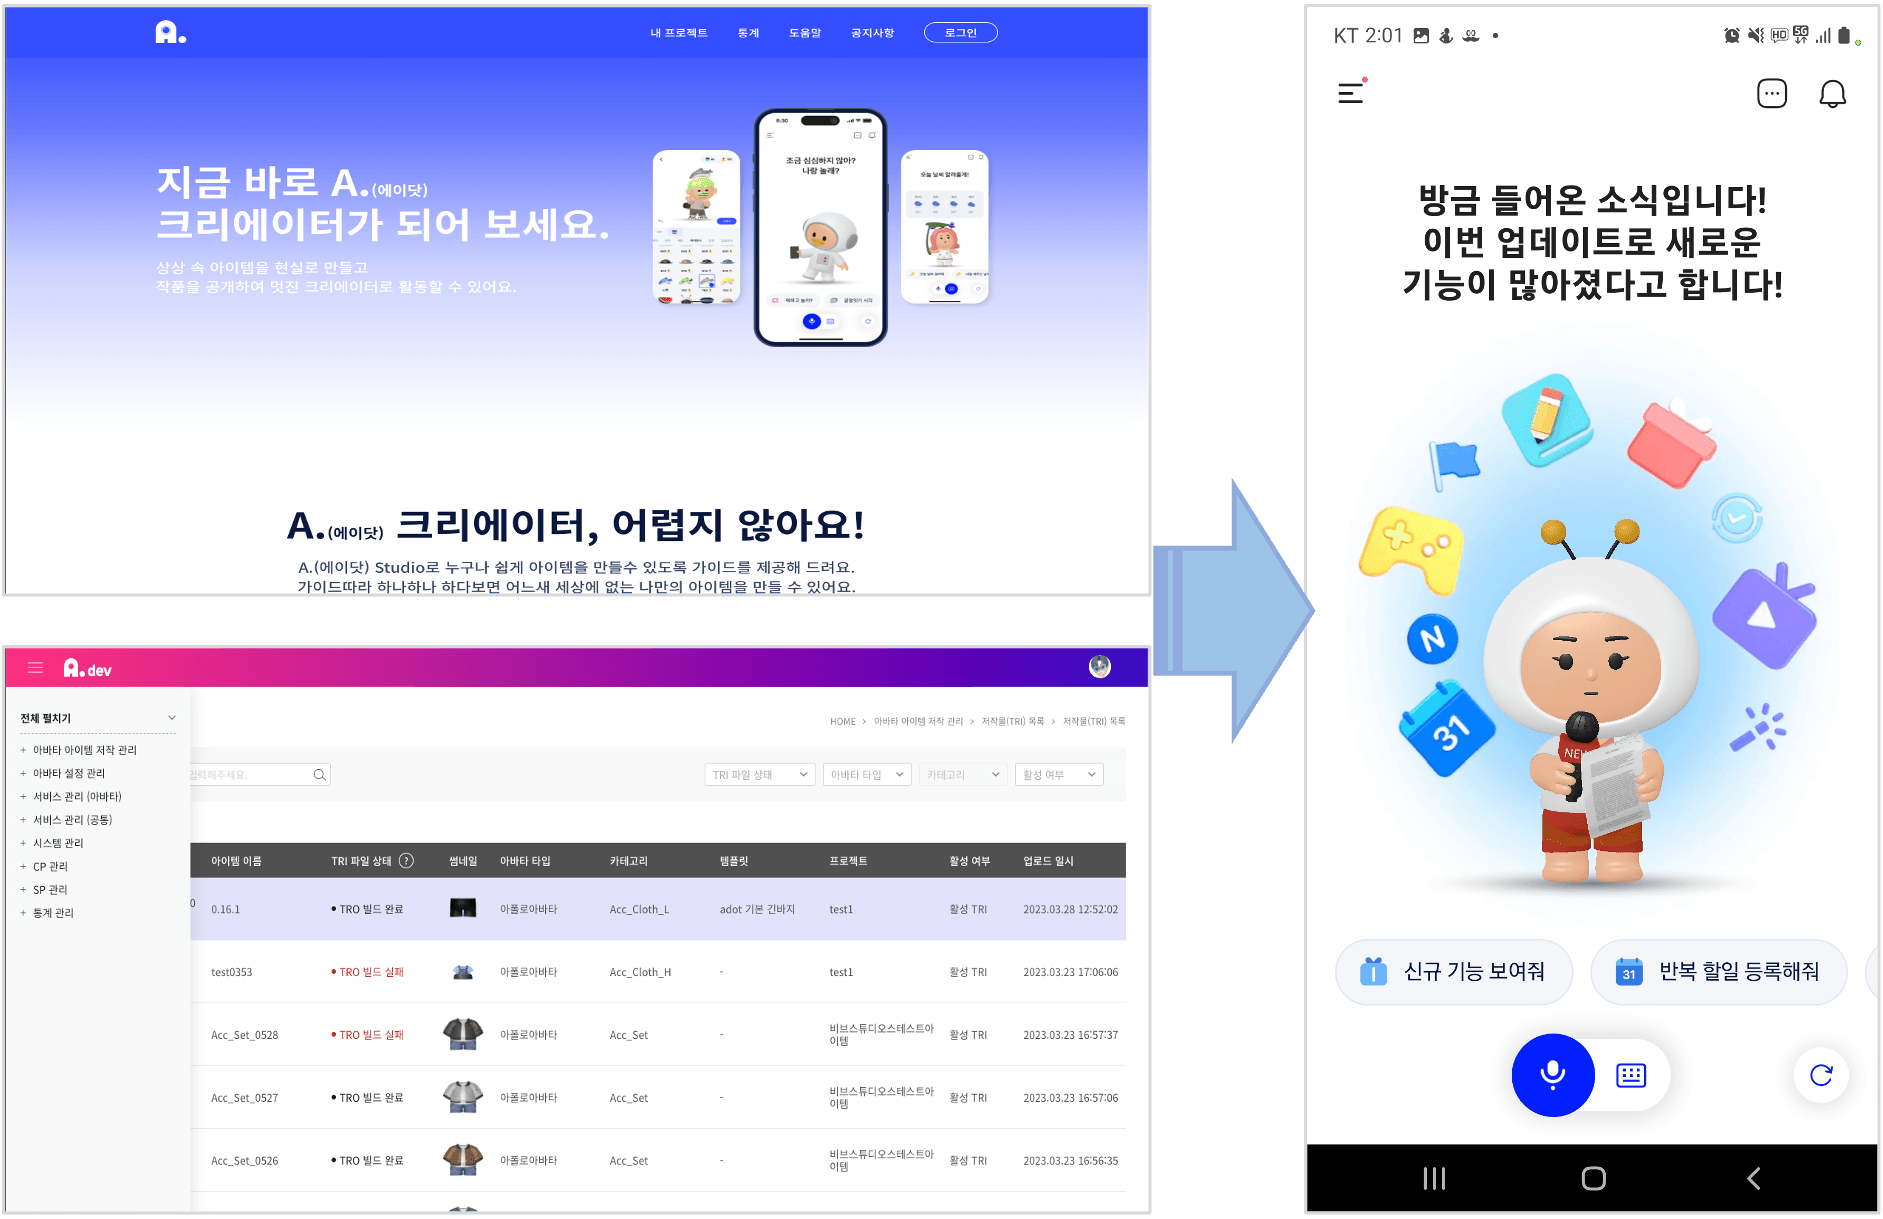 A.
내 프로젝트 통계 도움말 공지사항 로그인
지금 바로 A.(에이닷)
크리에이터가 되어 보세요.
상상 속 아이템을 현실로 만들고
작품을 공개하여 멋진 크리에이터로 활동할 수 있어요.
조금 심심하지 않아?
나랑 놀래?
뭐하고 놀까?
끝말잇기 시작
오늘 날씨 알려줄게!
A.(에이닷) 크리에이터, 어렵지 않아요!
A.(에이닷) Studio로 누구나 쉽게 아이템을 만들수 있도록 가이드를 제공해 드려요.
가이드따라 하나하나 하다보면 어느새 세상에 없는 나만의 아이템을 만들 수 있어요.
A. dev
전체 펼치기
+ 아바타 아이템 저작 관리
+ 아바타 설정 관리
+ 서비스 관리 (아바타)
+ 서비스 관리 (공통)
+ 시스템 관리
+ CP 관리
+ SP 관리
+ 통계 관리
HOME > 아바타 아이템 저작 관리 > 저작물(TRI) 목록 > 저작물(TRI) 목록
입력해주세요. TRI 파일 상태 아바타 타입 카테고리 활성 여부
아이템 이름 TRI 파일 상태 ? 썸네일 아바타 타입 카테고리 템플릿 프로젝트 활성 여부 업로드 일시
0 0.16.1 • TRO 빌드 완료 아폴로아바타 Acc_Cloth_L adot 기본 긴바지 test1 활성 TRI 2023.03.28 12:52:02
test0353 • TRO 빌드 실패 아폴로아바타 Acc_Cloth_H - test1 활성 TRI 2023.03.23 17:06:06
Acc_Set_0528 • TRO 빌드 실패 아폴로아바타 Acc_Set - 비브스튜디오스테스트아이템 활성 TRI 2023.03.23 16:57:37
Acc_Set_0527 • TRO 빌드 완료 아폴로아바타 Acc_Set - 비브스튜디오스테스트아이템 활성 TRI 2023.03.23 16:57:06
Acc_Set_0526 • TRO 빌드 완료 아폴로아바타 Acc_Set - 비브스튜디오스테스트아이템 활성 TRI 2023.03.23 16:56:35
KT 2:01
HD 5G
방금 들어온 소식입니다!
이번 업데이트로 새로운
기능이 많아졌다고 합니다!
N
31
NEW
신규 기능 보여줘
31 반복 할일 등록해줘